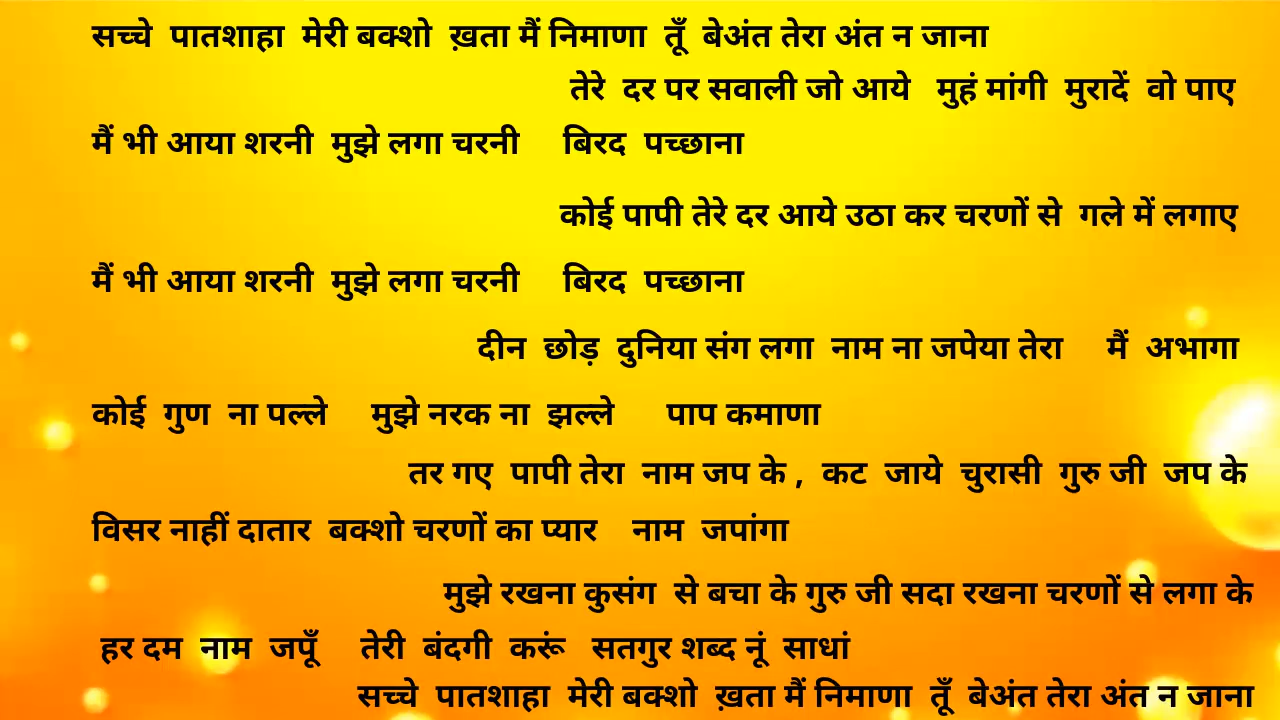 सच्चे पातशाहा मेरी बक्शो ख़ता मैं निमाणा तूँ बेअंत तेरा अंत न जाना
तेरे दर पर सवाली जो आये मुहं मांगी मुरादें वो पाए
मैं भी आया शरनी मुझे लगा चरनी बिरद पच्छाना
कोई पापी तेरे दर आये उठा कर चरणों से गले में लगाए
मैं भी आया शरनी मुझे लगा चरनी बिरद पच्छाना
दीन छोड़ दुनिया संग लगा नाम ना जपेया तेरा मैं अभागा
कोई गुण ना पल्ले मुझे नरक ना झल्ले पाप कमाणा
तर गए पापी तेरा नाम जप के , कट जाये चुरासी गुरु जी जप के
विसर नाहीं दातार बक्शो चरणों का प्यार नाम जपांगा
मुझे रखना कुसंग से बचा के गुरु जी सदा रखना चरणों से लगा के
हर दम नाम जपूँ तेरी बंदगी करूं सतगुर शब्द नूं साधां
सच्चे पातशाहा मेरी बक्शो ख़ता मैं निमाणा तूँ बेअंत तेरा अंत न जाना